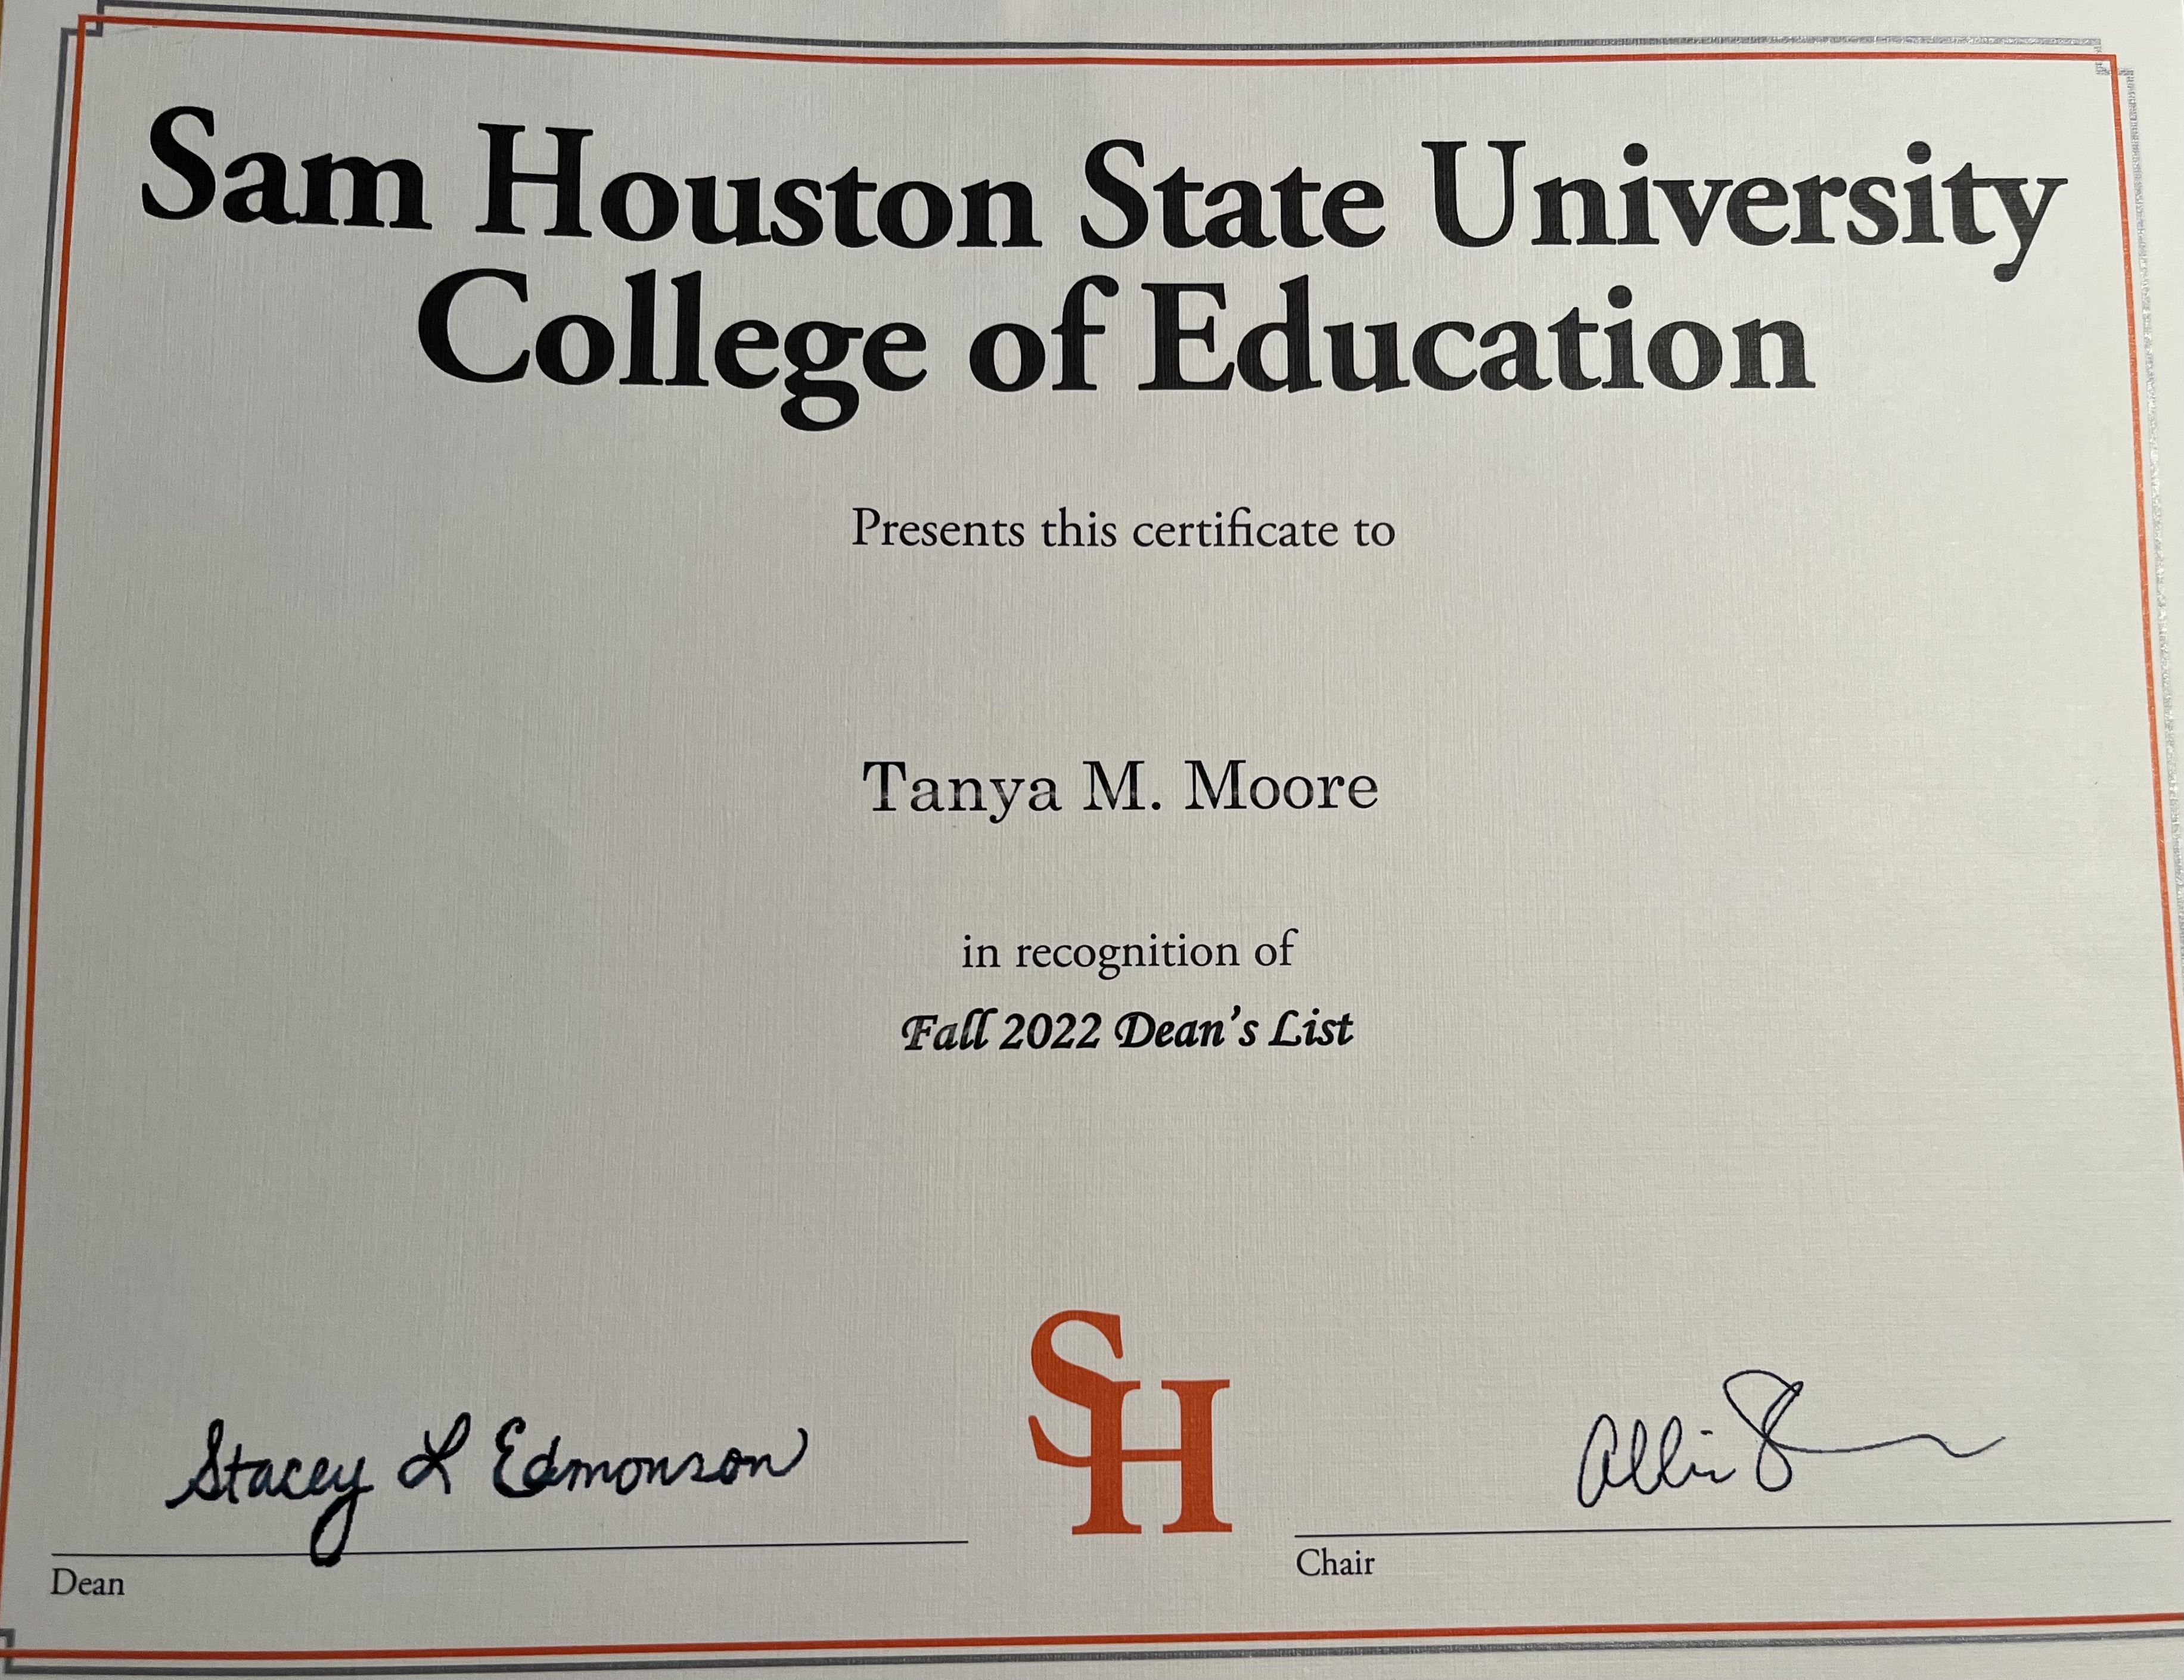 Sam Houston State University
College of Education
Presents this certificate to
Tanya M. Moore
in recognition of
Fall 2022 Dean's List
SH
Stacey L Edmonson
Allie
Dean
Chair